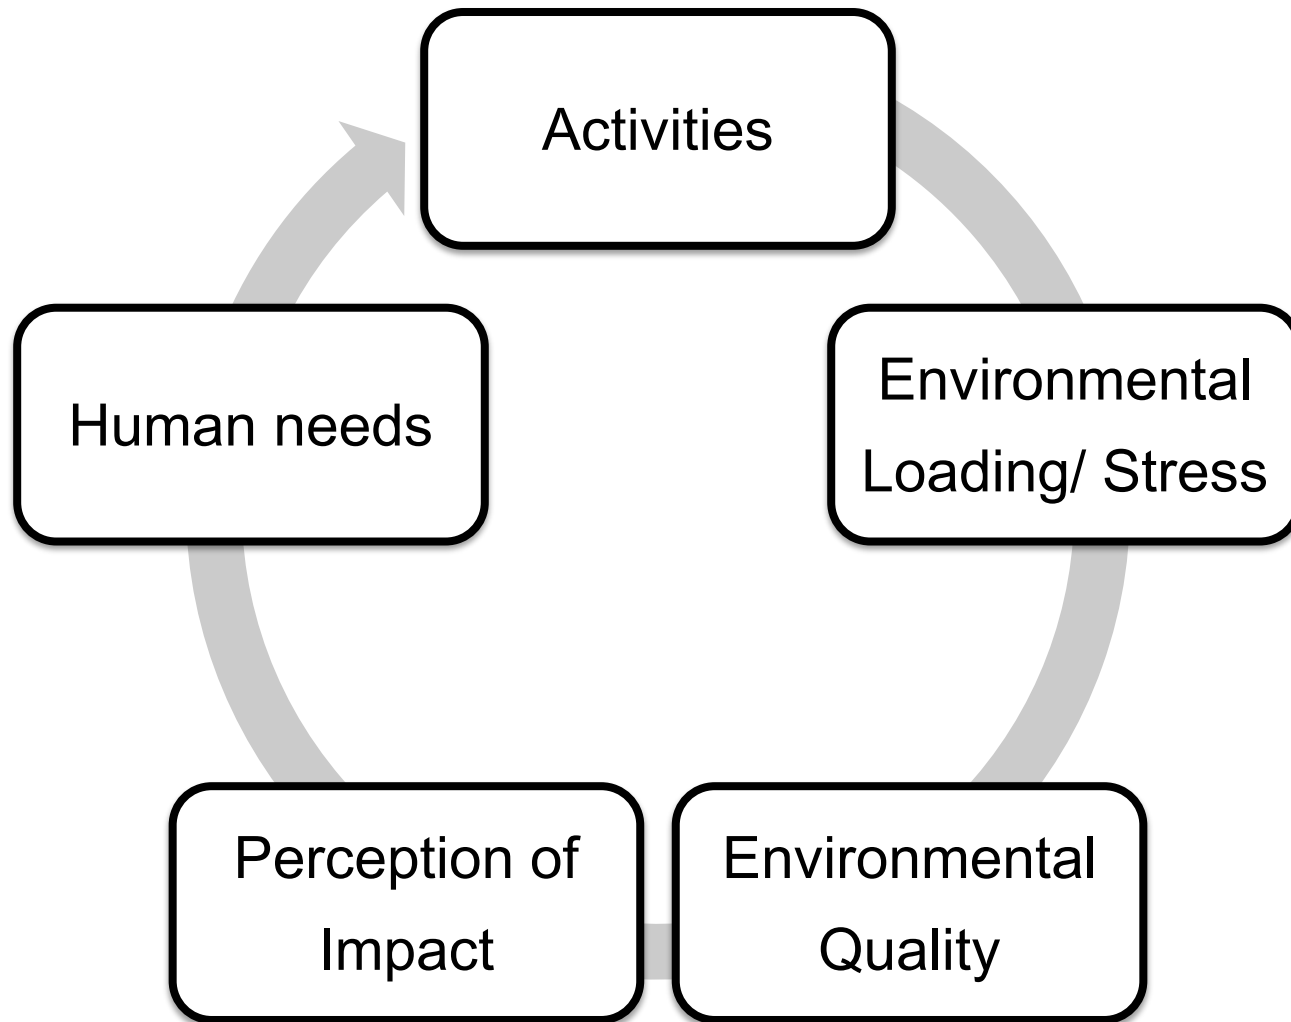 Activities
Environmental
Loading/ Stress
Environmental
Quality
Perception of
Impact
Human needs